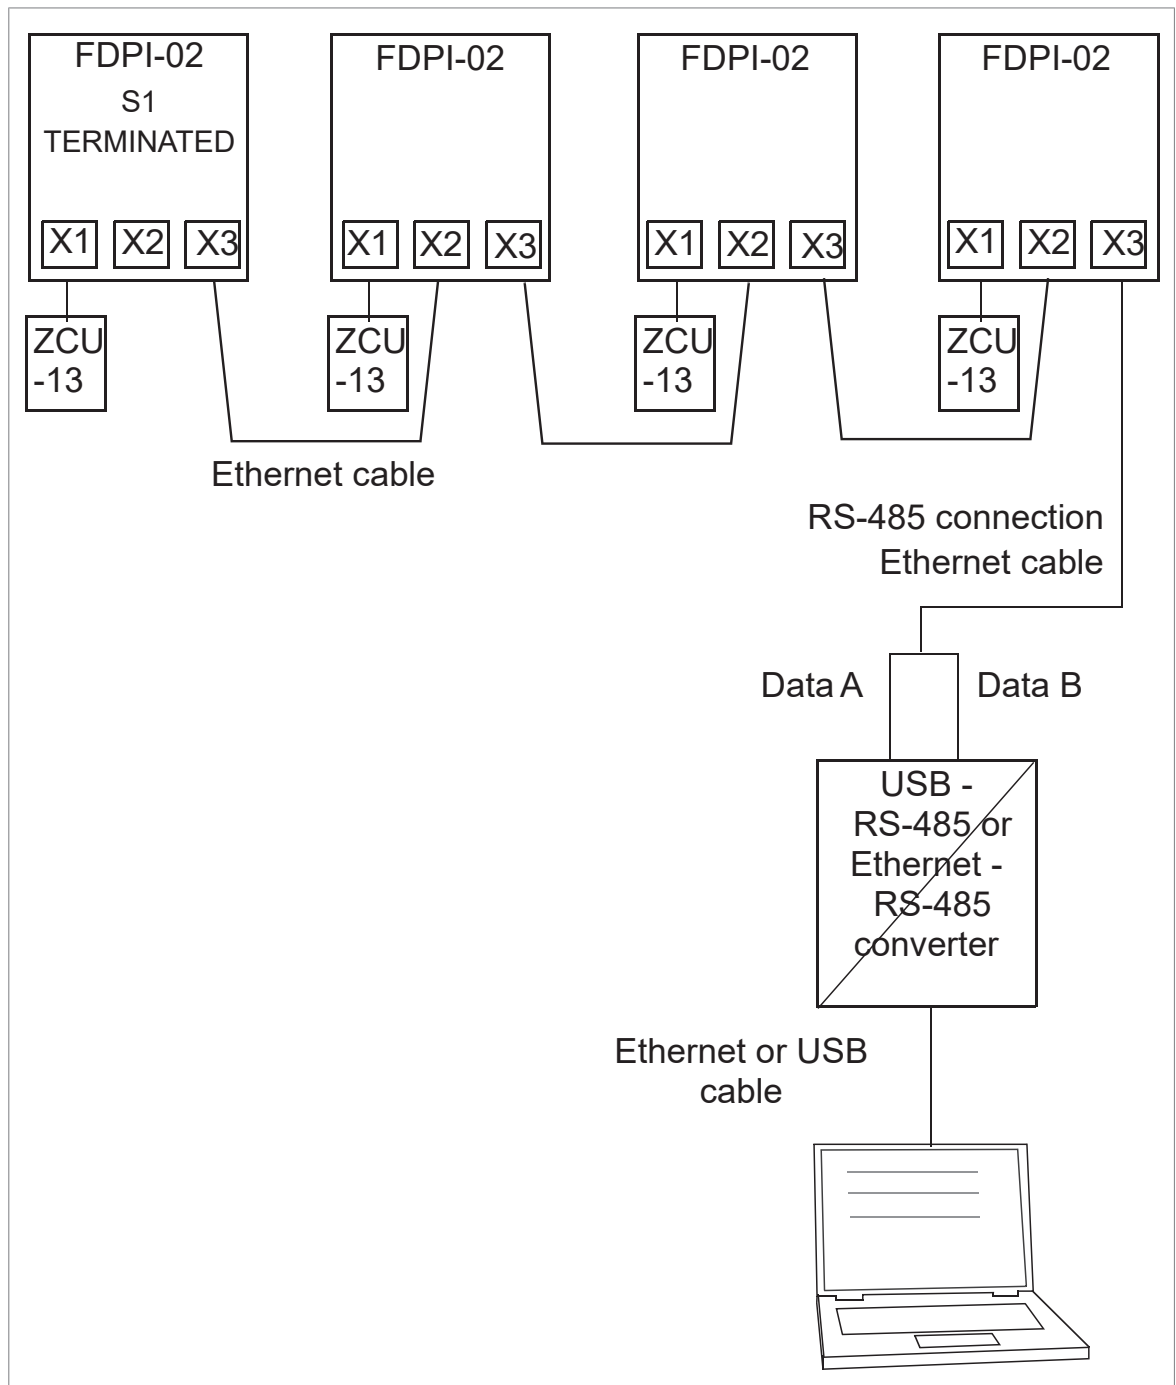 FDPI-02
S1
TERMINATED
X1 X2 X3
ZCU
-13
FDPI-02
X1 X2 X3
ZCU
-13
FDPI-02
X1 X2 X3
ZCU
-13
FDPI-02
X1 X2 X3
ZCU
-13
Ethernet cable
RS-485 connection
Ethernet cable
Data A
Data B
USB -
RS-485 or
Ethernet -
RS-485
converter
Ethernet or USB
cable